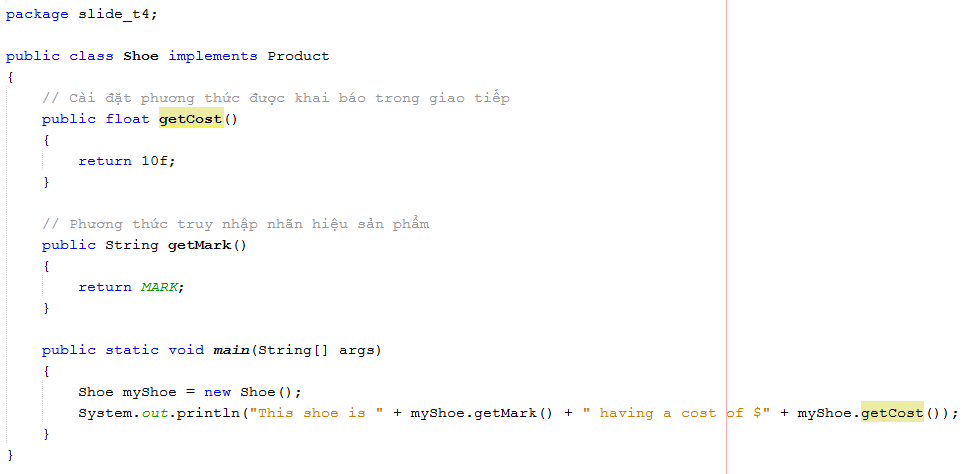 package slide_t4;
public class Shoe implements Product
{
// Cài đặt phương thức được khai báo trong giao tiếp
public float getCost()
{
return 10f;
}
// Phương thức truy nhập nhãn hiệu sản phẩm
public String getMark()
{
return MARK;
}
public static void main(String[] args)
{
Shoe myShoe = new Shoe();
System.out.println("This shoe is " + myShoe.getMark() + " having a cost of $" + myShoe.getCost());
}
}